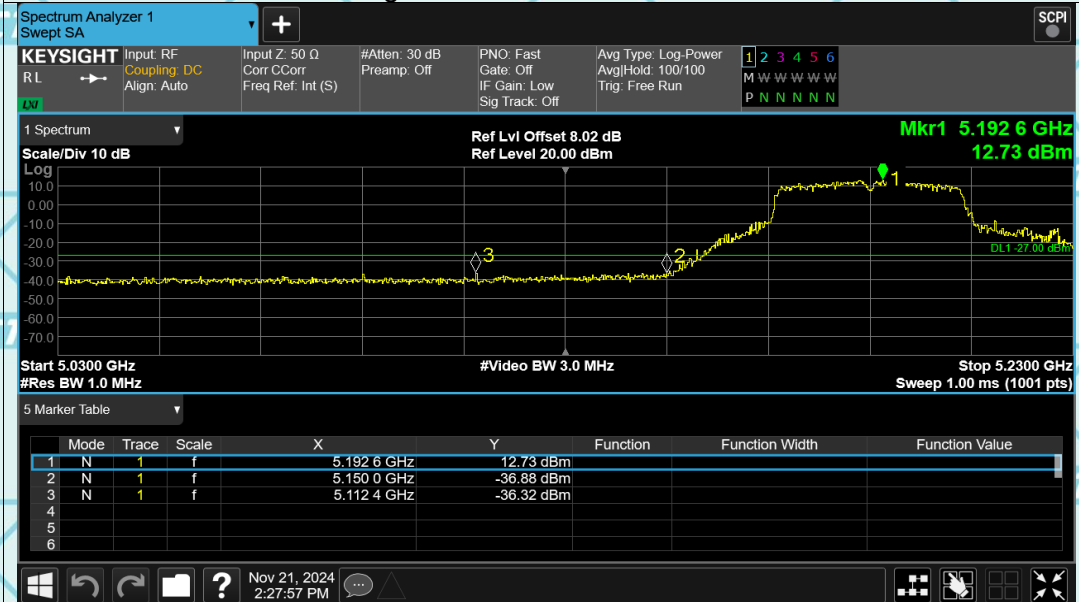 Spectrum Analyzer 1
Swept SA
+
SCPI
KEYSIGHT
R L
LXI
Input: RF
Coupling: DC
Align: Auto
Input Z: 50 Ω
Corr CCorr
Freq Ref: Int (S)
#Atten: 30 dB
Preamp: Off
PNO: Fast
Gate: Off
IF Gain: Low
Sig Track: Off
Avg Type: Log-Power
Avg|Hold: 100/100
Trig: Free Run
1 2 3 4 5 6
M W W W W W
P N N N N N
1 Spectrum
Scale/Div 10 dB
Log
Ref Lvl Offset 8.02 dB
Ref Level 20.00 dBm
Mkr1 5.192 6 GHz
12.73 dBm
10.0
0.00
-10.0
-20.0
-30.0
-40.0
-50.0
-60.0
-70.0
3
2
1
DL1 -27.00 dBm
Start 5.0300 GHz
#Video BW 3.0 MHz
Stop 5.2300 GHz
#Res BW 1.0 MHz
Sweep 1.00 ms (1001 pts)
5 Marker Table
Mode Trace Scale X Y Function Function Width Function Value
1 N 1 f 5.192 6 GHz 12.73 dBm
2 N 1 f 5.150 0 GHz -36.88 dBm
3 N 1 f 5.112 4 GHz -36.32 dBm
4
5
6
?
Nov 21, 2024
2:27:57 PM